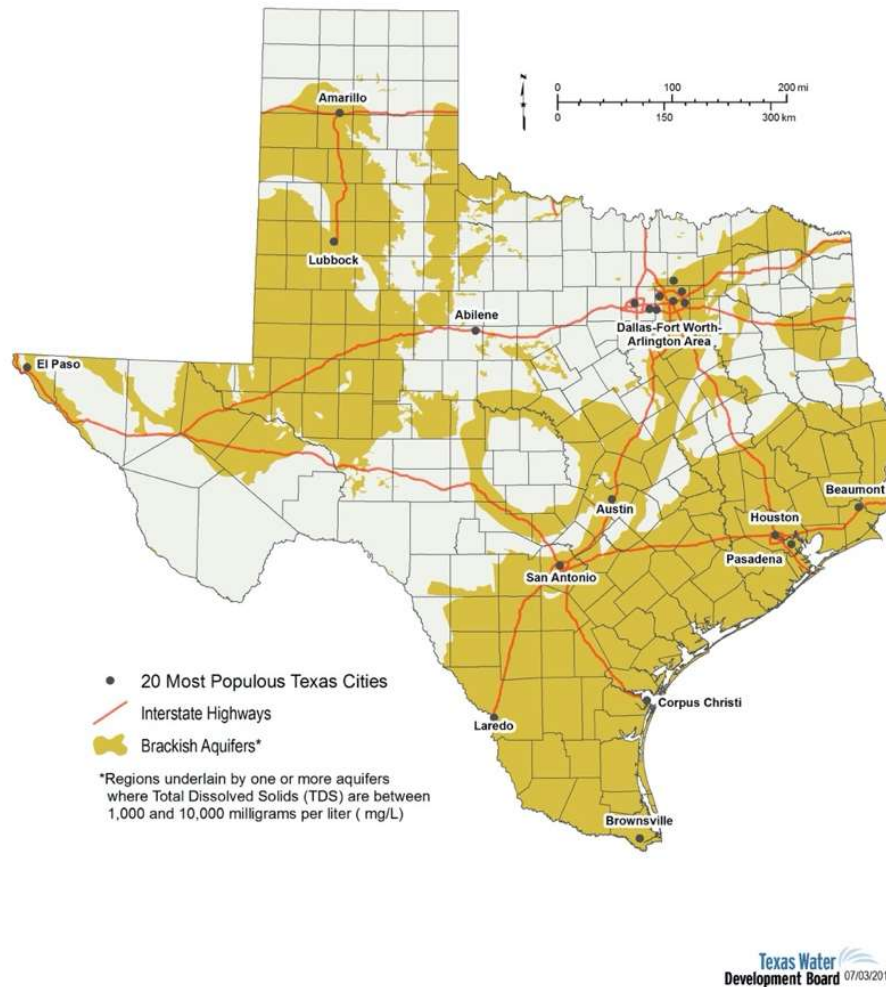 N
0 100 200 mi
0 150 300 km
Amarillo
Lubbock
Abilene
Dallas-Fort Worth-
Arlington Area
El Paso
Austin
Beaumont
Houston
Pasadena
San Antonio
Corpus Christi
Laredo
Brownsville
20 Most Populous Texas Cities
Interstate Highways
Brackish Aquifers*
*Regions underlain by one or more aquifers
where Total Dissolved Solids (TDS) are between
1,000 and 10,000 milligrams per liter ( mg/L)
Texas Water
Development Board 07/03/201